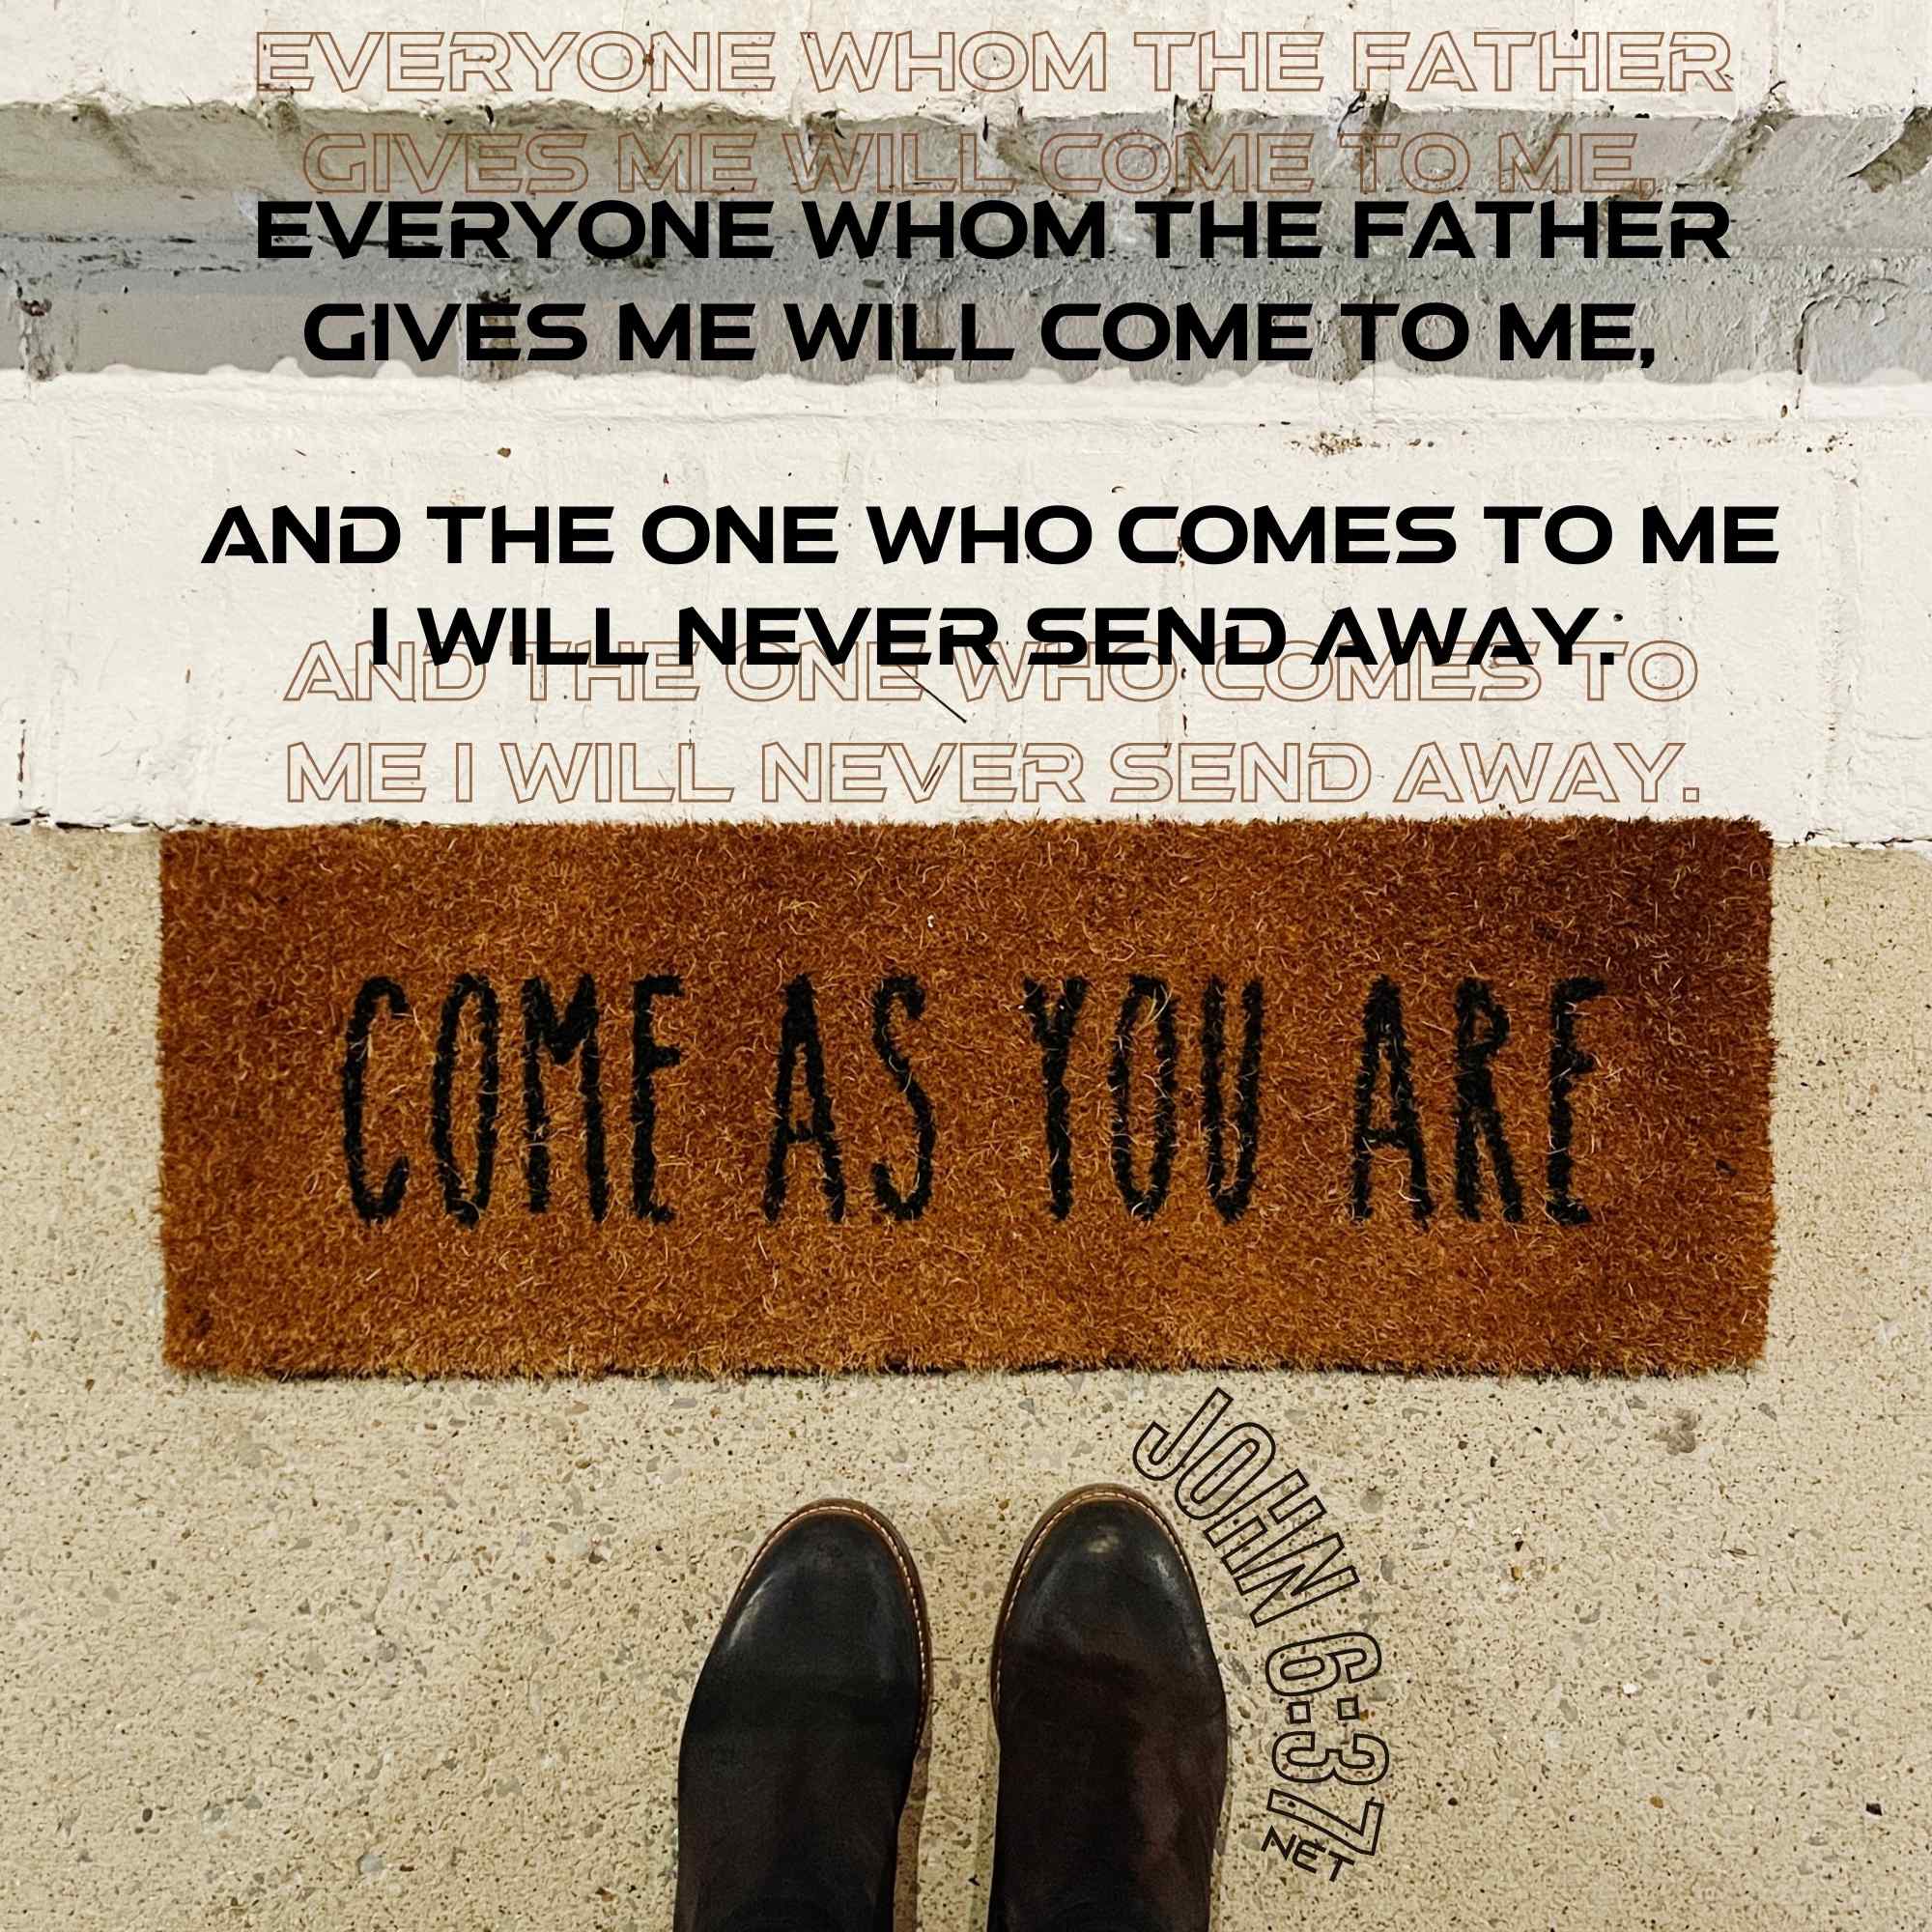 EVERYONE WHOM THE FATHER
GIVES ME WILL COME TO ME,
EVERYONE WHOM THE FATHER
GIVES ME WILL COME TO ME,
AND THE ONE WHO COMES TO ME
I WILL NEVER SEND AWAY.
AND THE ONE WHO COMES TO
ME I WILL NEVER SEND AWAY.
COME AS YOU ARE
JOHN 6:37
NET